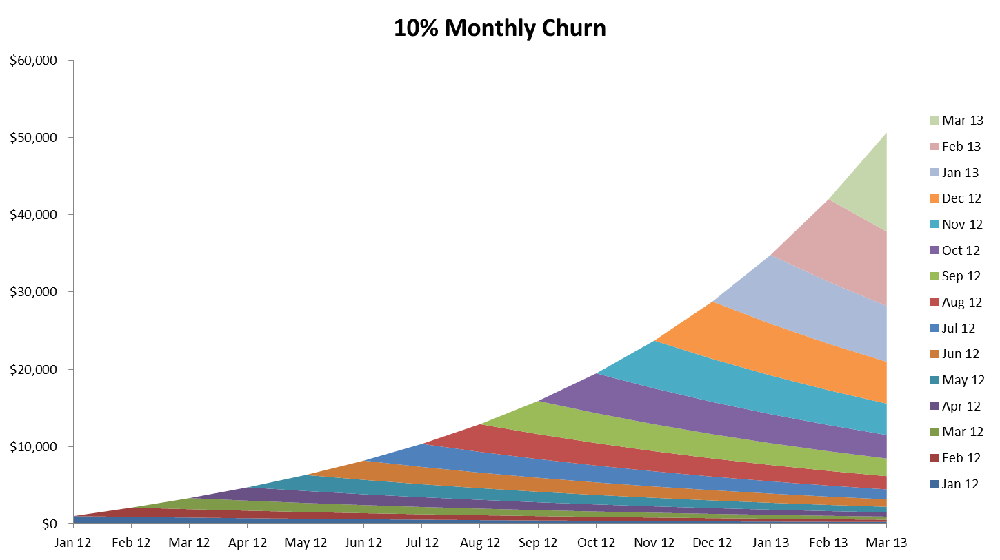 10% Monthly Churn
$60,000
$50,000
$40,000
$30,000
$20,000
$10,000
$0
Jan 12 Feb 12 Mar 12 Apr 12 May 12 Jun 12 Jul 12 Aug 12 Sep 12 Oct 12 Nov 12 Dec 12 Jan 13 Feb 13 Mar 13
Mar 13
Feb 13
Jan 13
Dec 12
Nov 12
Oct 12
Sep 12
Aug 12
Jul 12
Jun 12
May 12
Apr 12
Mar 12
Feb 12
Jan 12